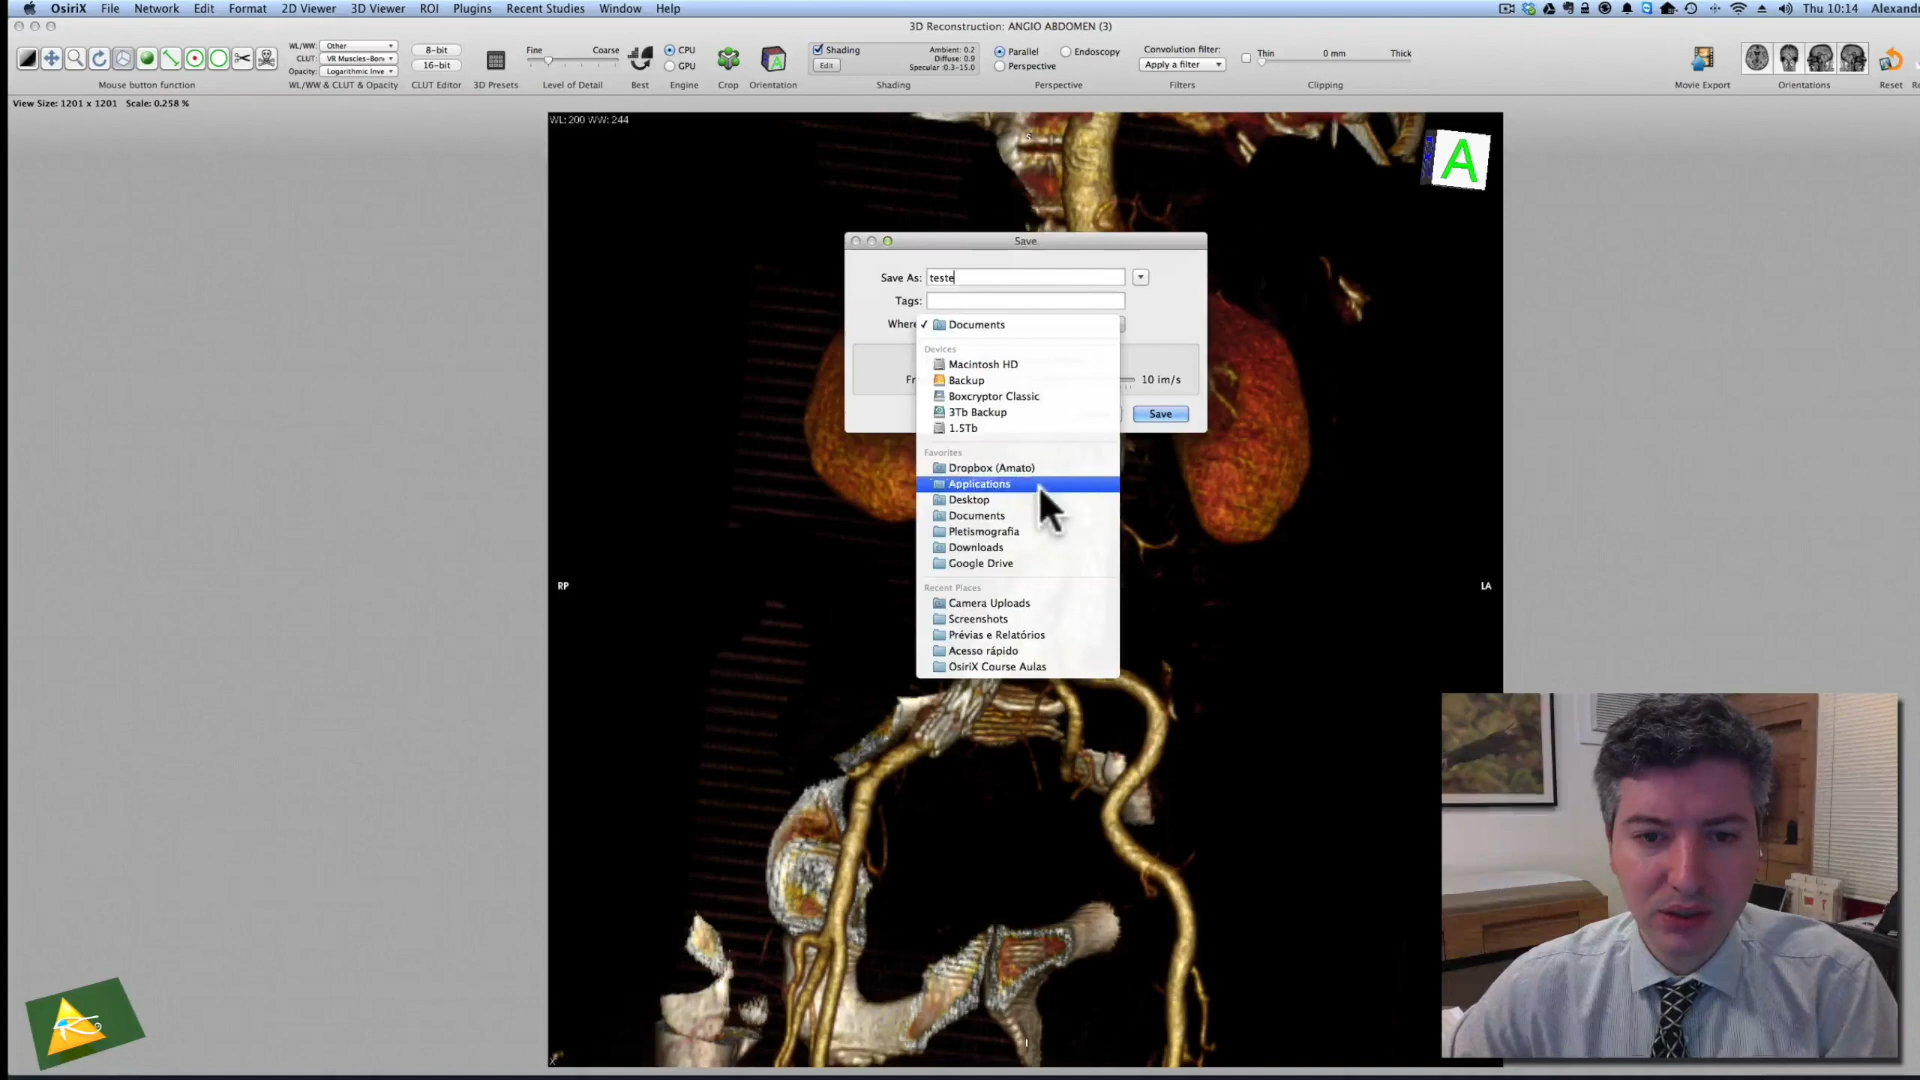 OsiriX File Network Edit Format 2D Viewer 3D Viewer ROI Plugins Recent Studies Window Help
Thu 10:14 Alexand
3D Reconstruction: ANGIO ABDOMEN (3)
WL/WW: Other
CLUT: VR Muscles-Bon
Opacity: Logarithmic Inve
8-bit
16-bit
Fine Coarse
CPU
GPU
Shading
Edit
Ambient: 0.2
Diffuse: 0.9
Specular :0.3-15.0
Parallel Endoscopy
Perspective
Convolution filter:
Apply a filter
Thin 0 mm Thick
Mouse button function WL/WW & CLUT & Opacity CLUT Editor 3D Presets Level of Detail Best Engine Crop Orientation Shading Perspective Filters Clipping Movie Export Orientations Reset
View Size: 1201 x 1201 Scale: 0.258 %
WL: 200 WW: 244
S
A
Save
Save As: teste
Tags:
Where ✓ Documents
Devices
Macintosh HD
Backup
Fr 10 im/s
Boxcryptor Classic
3Tb Backup
Save
1.5Tb
Favorites
Dropbox (Amato)
Applications
Desktop
Documents
Pletismografia
Downloads
Google Drive
RP
LA
Recent Places
Camera Uploads
Screenshots
Prévias e Relatórios
Acesso rápido
OsiriX Course Aulas
I
X